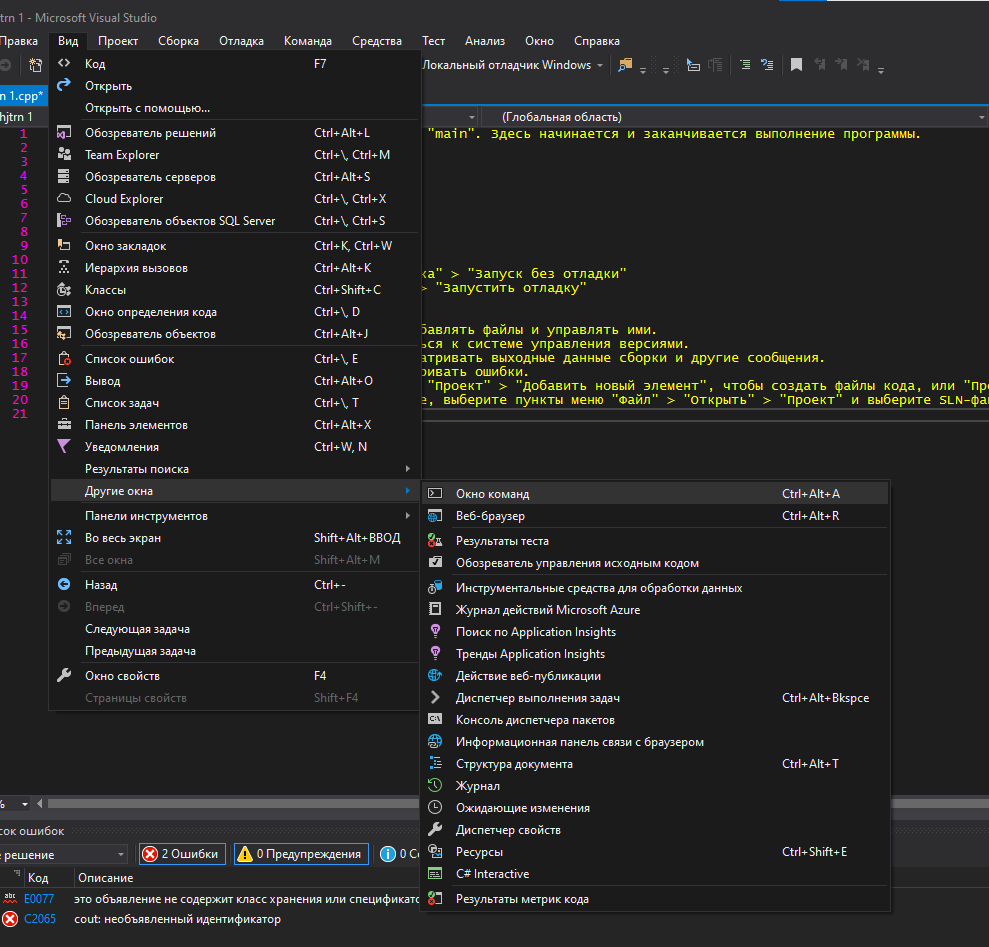 trn 1 - Microsoft Visual Studio
Правка Вид Проект Сборка Отладка Команда Средства Тест Анализ Окно Справка
Локальный отладчик Windows
n 1.cpp*
hjtrn 1 (Глобальная область)
Код F7
Открыть
Открыть с помощью...
Обозреватель решений Ctrl+Alt+L
Team Explorer Ctrl+\, Ctrl+M
Обозреватель серверов Ctrl+Alt+S
Cloud Explorer Ctrl+\, Ctrl+X
Обозреватель объектов SQL Server Ctrl+\, Ctrl+S
Окно закладок Ctrl+K, Ctrl+W
Иерархия вызовов Ctrl+Alt+K
Классы Ctrl+Shift+C
Окно определения кода Ctrl+\, D
Обозреватель объектов Ctrl+Alt+J
Список ошибок Ctrl+\, E
Вывод Ctrl+Alt+O
Список задач Ctrl+\, T
Панель элементов Ctrl+Alt+X
Уведомления Ctrl+W, N
Результаты поиска
Другие окна
Панели инструментов
Во весь экран Shift+Alt+ВВОД
Все окна Shift+Alt+M
Назад Ctrl+-
Вперед Ctrl+Shift+-
Следующая задача
Предыдущая задача
Окно свойств F4
Страницы свойств Shift+F4
1 "main". Здесь начинается и заканчивается выполнение программы.
2
3
4
5
6
7
8
9
10
11 ка" > "Запуск без отладки"
12 > "Запустить отладку"
13
14
15 бавлять файлы и управлять ими.
16 ься к системе управления версиями.
17 атривать выходные данные сборки и другие сообщения.
18 ривать ошибки.
19 "Проект" > "Добавить новый элемент", чтобы создать файлы кода, или "Пр
20 е, выберите пункты меню "Файл" > "Открыть" > "Проект" и выберите SLN-фа
21
Окно команд Ctrl+Alt+A
Веб-браузер Ctrl+Alt+R
Результаты теста
Обозреватель управления исходным кодом
Инструментальные средства для обработки данных
Журнал действий Microsoft Azure
Поиск по Application Insights
Тренды Application Insights
Действие веб-публикации
Диспетчер выполнения задач Ctrl+Alt+Bkspce
Консоль диспетчера пакетов
Информационная панель связи с браузером
Структура документа Ctrl+Alt+T
Журнал
Ожидающие изменения
Диспетчер свойств
Ресурсы Ctrl+Shift+E
C# Interactive
Результаты метрик кода
%
сок ошибок
решение 2 Ошибки 0 Предупреждения 0 Со
Код Описание
abc E0077 это объявление не содержит класс хранения или спецификато
C2065 cout: необъявленный идентификатор